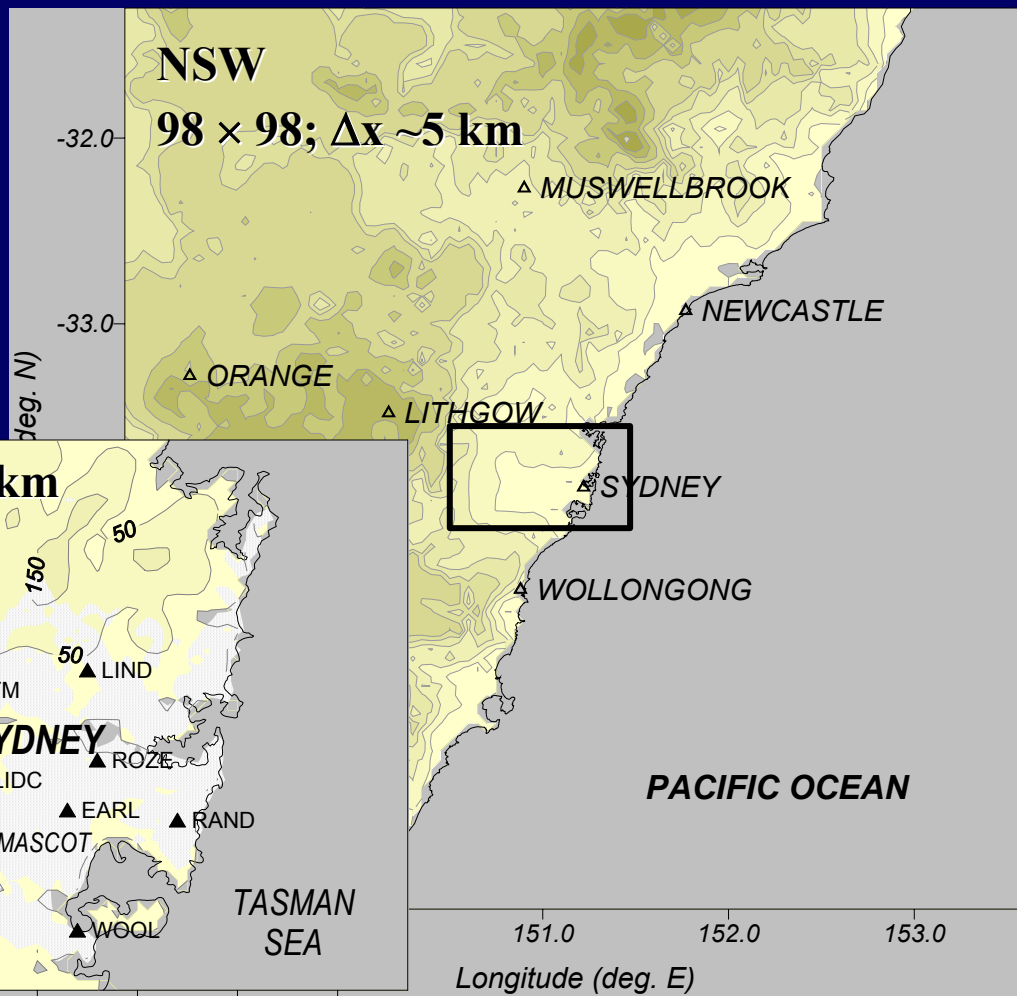 NSW
98 × 98; Δx ~5 km
-32.0
MUSWELLBROOK
-33.0
NEWCASTLE
deg. N)
ORANGE
LITHGOW
km
SYDNEY
50
150
WOLLONGONG
50
LIND
YDNEY
ROZE
LIDC
PACIFIC OCEAN
EARL
RAND
MASCOT
TASMAN
SEA
WOOL
151.0
152.0
153.0
Longitude (deg. E)